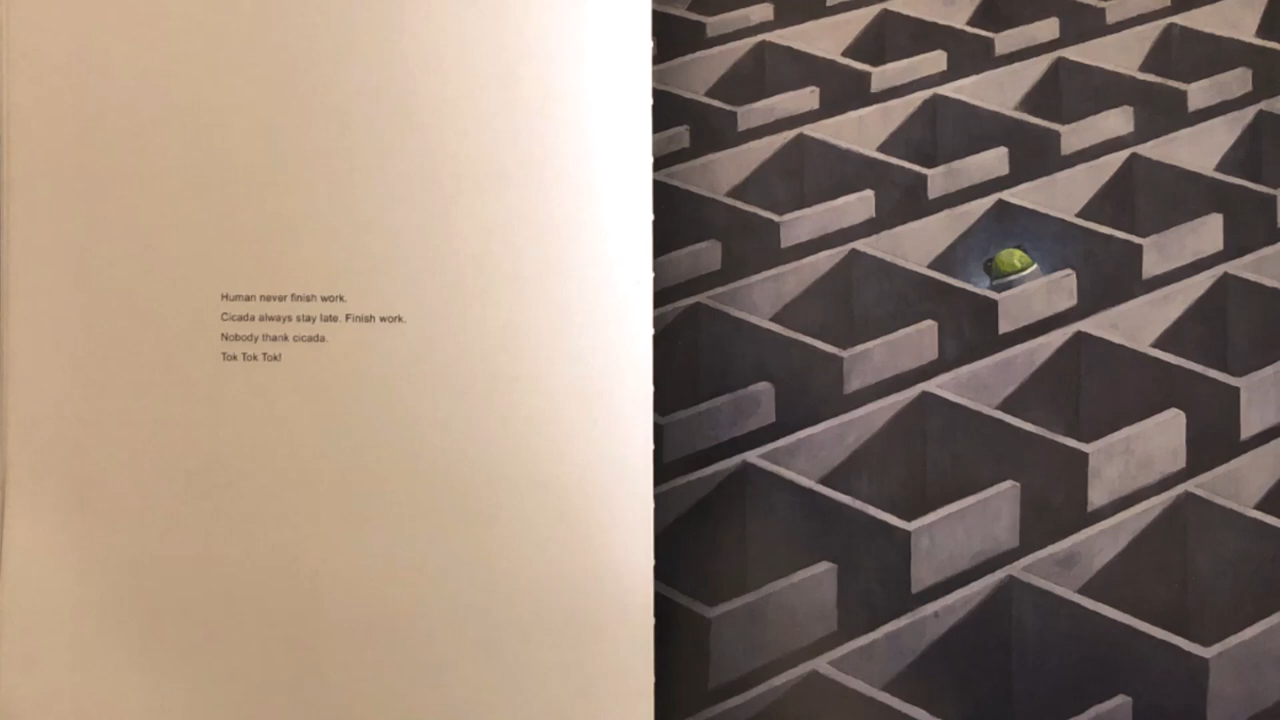 Human never finish work.
Cicada always stay late. Finish work.
Nobody thank cicada.
Tok Tok Tok!